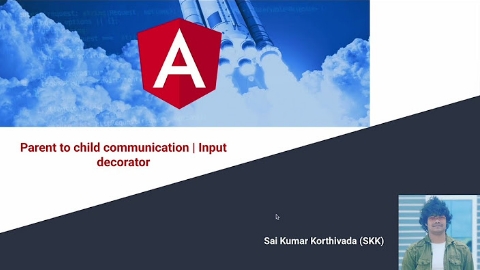 A
Parent to child communication | Input
decorator
Sai Kumar Korthivada (SKK)